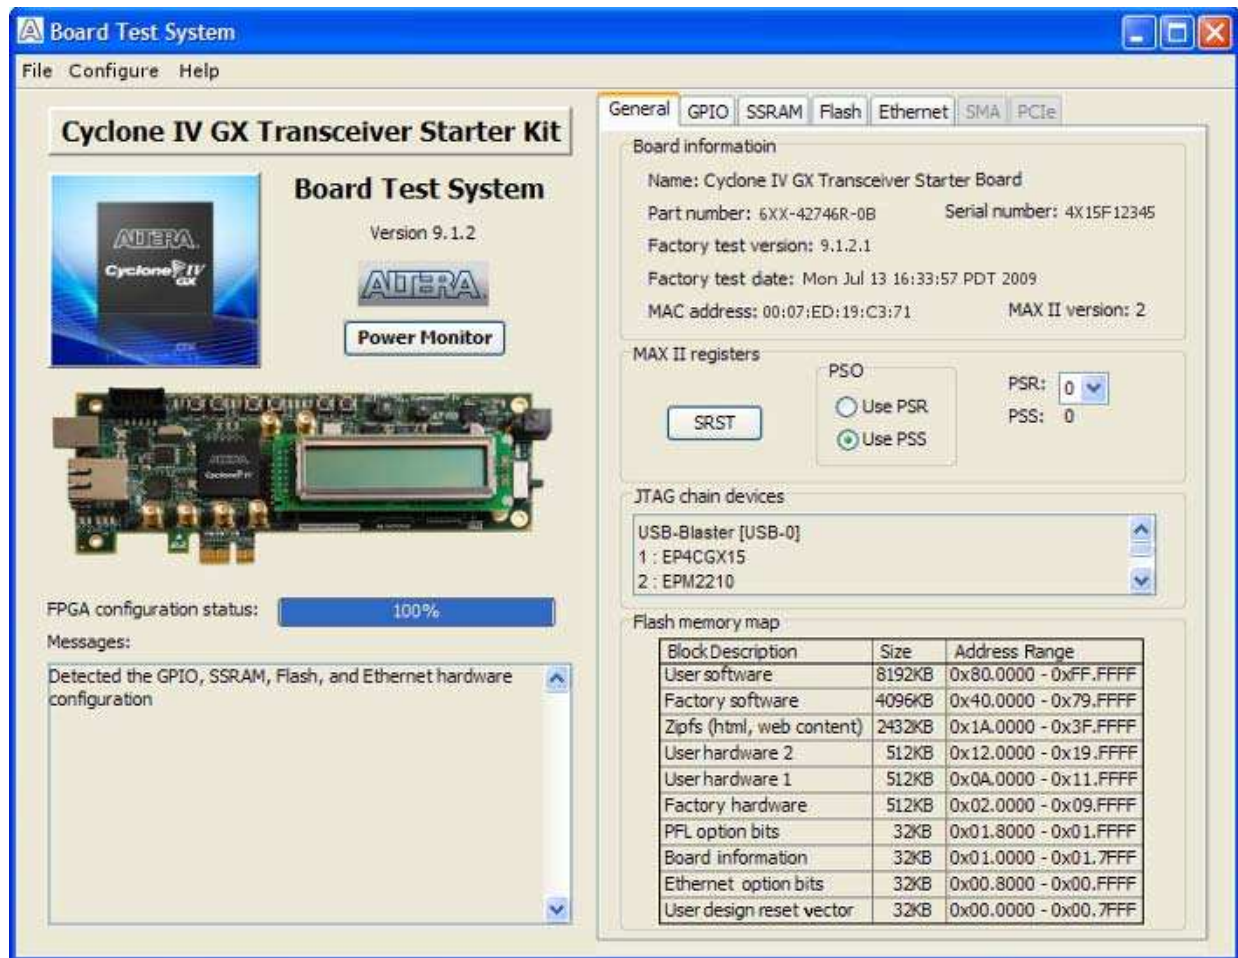 Board Test System
File Configure Help
Cyclone IV GX Transceiver Starter Kit
ALTERA.
Cyclone IV
GX
Board Test System
Version 9.1.2
ALTERA.
Power Monitor
ALTERA
Cyclone IV
FPGA configuration status: 100%
Messages:
Detected the GPIO, SSRAM, Flash, and Ethernet hardware
configuration
General GPIO SSRAM Flash Ethernet SMA PCIe
Board informatioin
Name: Cyclone IV GX Transceiver Starter Board
Part number: 6XX-42746R-0B Serial number: 4X15F12345
Factory test version: 9.1.2.1
Factory test date: Mon Jul 13 16:33:57 PDT 2009
MAC address: 00:07:ED:19:C3:71 MAX II version: 2
MAX II registers
SRST
PSO
Use PSR
Use PSS
PSR: 0
PSS: 0
JTAG chain devices
USB-Blaster [USB-0]
1 : EP4CGX15
2 : EPM2210
Flash memory map
Block Description Size Address Range
User software 8192KB 0x80.0000 - 0xFF.FFFF
Factory software 4096KB 0x40.0000 - 0x79.FFFF
Zipfs (html, web content) 2432KB 0x1A.0000 - 0x3F.FFFF
User hardware 2 512KB 0x12.0000 - 0x19.FFFF
User hardware 1 512KB 0x0A.0000 - 0x11.FFFF
Factory hardware 512KB 0x02.0000 - 0x09.FFFF
PFL option bits 32KB 0x01.8000 - 0x01.FFFF
Board information 32KB 0x01.0000 - 0x01.7FFF
Ethernet option bits 32KB 0x00.8000 - 0x00.FFFF
User design reset vector 32KB 0x00.0000 - 0x00.7FFF